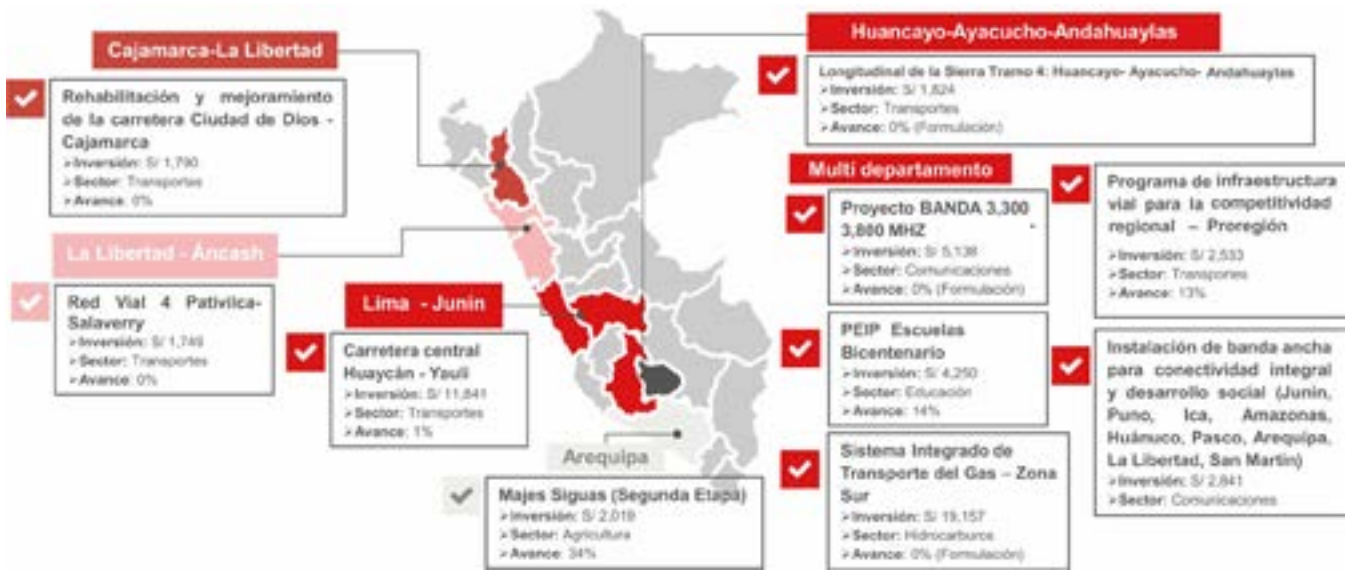 Cajamarca-La Libertad
Rehabilitación y mejoramiento
de la carretera Ciudad de Dios -
Cajamarca
➢Inversión: S/ 1,790
➢Sector: Transportes
➢Avance: 0%
La Libertad - Áncash
Red Vial 4 Pativilca-
Salaverry
➢Inversión: S/ 1,749
➢Sector: Transportes
➢Avance: 0%
Lima - Junín
Carretera central
Huaycán - Yauli
➢Inversión: S/ 11,841
➢Sector: Transportes
➢Avance: 1%
Arequipa
Majes Siguas (Segunda Etapa)
➢Inversión: S/ 2,019
➢Sector: Agricultura
➢Avance: 34%
Huancayo-Ayacucho-Andahuaylas
Longitudinal de la Sierra Tramo 4: Huancayo- Ayacucho- Andahuaylas
➢Inversión: S/ 1,824
➢Sector: Transportes
➢Avance: 0% (Formulación)
Multi departamento
Proyecto BANDA 3,300 -
3,800 MHZ
➢Inversión: S/ 5,138
➢Sector: Comunicaciones
➢Avance: 0% (Formulación)
PEIP Escuelas
Bicentenario
➢Inversión: S/ 4,250
➢Sector: Educación
➢Avance: 14%
Sistema Integrado de
Transporte del Gas – Zona
Sur
➢Inversión: S/ 19,157
➢Sector: Hidrocarburos
➢Avance: 0% (Formulación)
Programa de infraestructura
vial para la competitividad
regional – Proregión
➢Inversión: S/ 2,533
➢Sector: Transportes
➢Avance: 13%
Instalación de banda ancha
para conectividad integral
y desarrollo social (Junín,
Puno, Ica, Amazonas,
Huánuco, Pasco, Arequipa,
La Libertad, San Martín)
➢Inversión: S/ 2,841
➢Sector: Comunicaciones